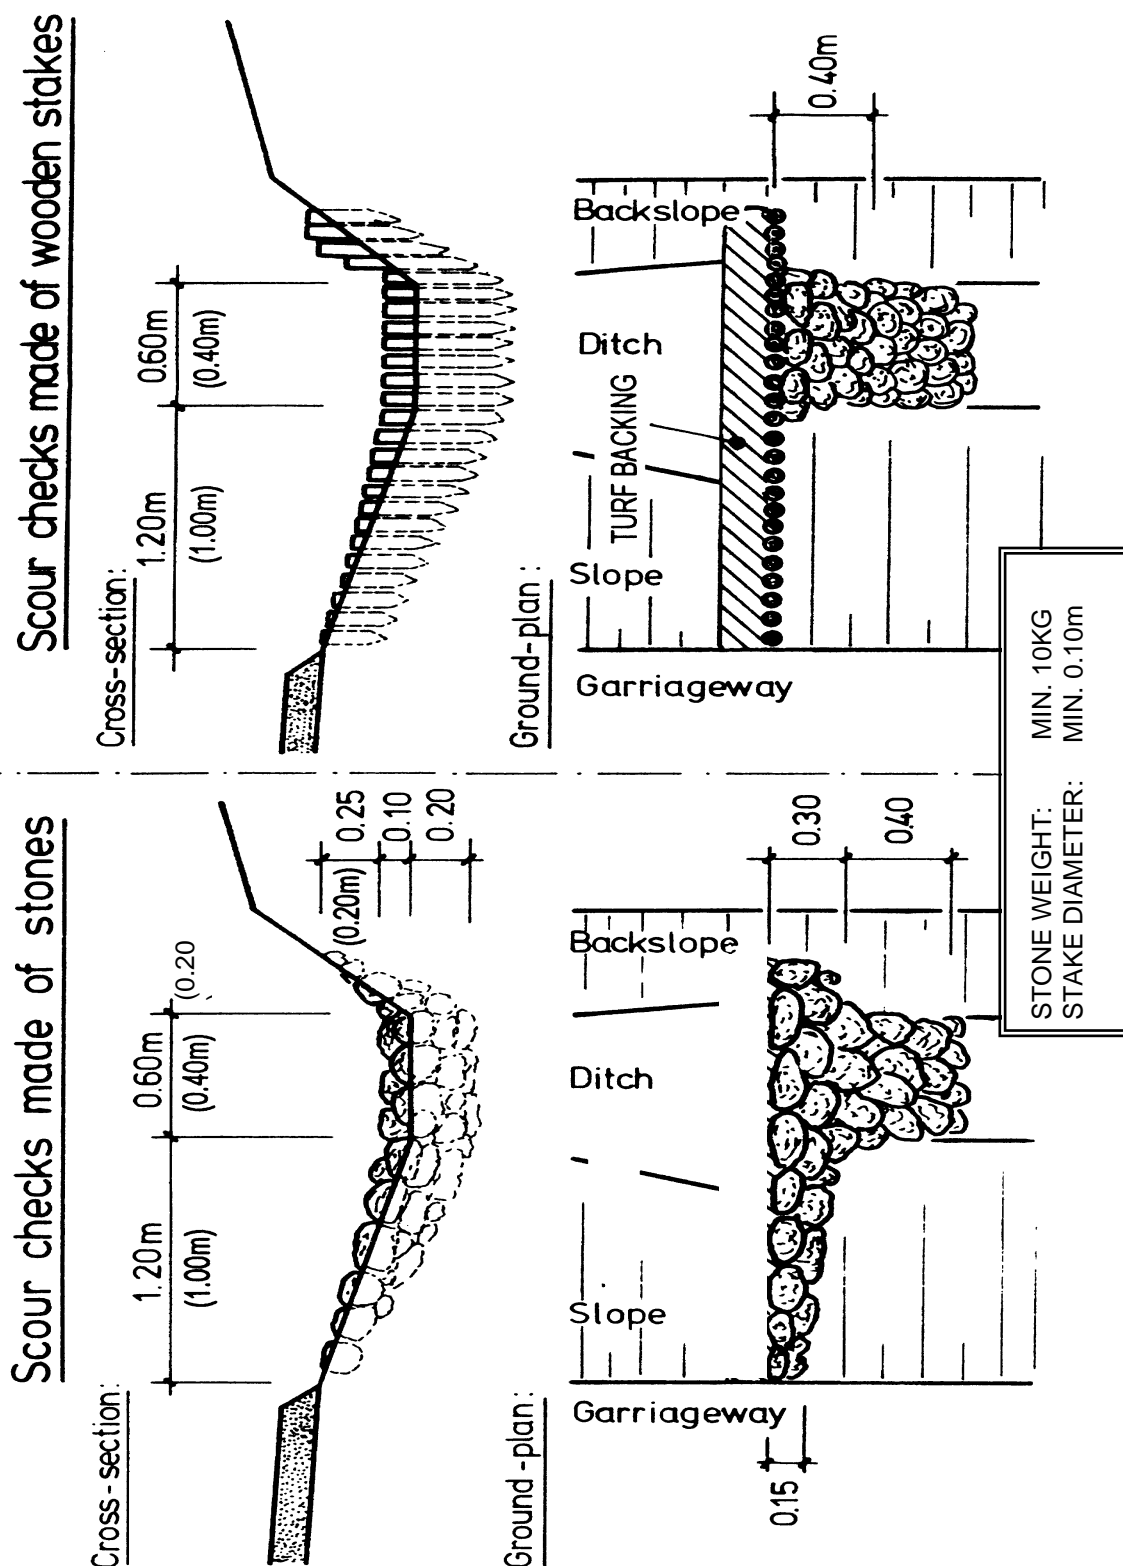 Scour checks made of stones
Cross-section:
1.20m
(1.00m)
0.60m
(0.40m)
(0.20
(0.20m)
0.25
0.10
0.20
Ground-plan:
Garriageway
Slope
Ditch
Backslope
0.15
0.30
0.40
Scour checks made of wooden stakes
Cross-section:
1.20m
(1.00m)
0.60m
(0.40m)
Ground-plan:
Garriageway
Slope
TURF BACKING
Ditch
Backslope
0.40m
STONE WEIGHT: MIN. 10KG
STAKE DIAMETER: MIN. 0.10m